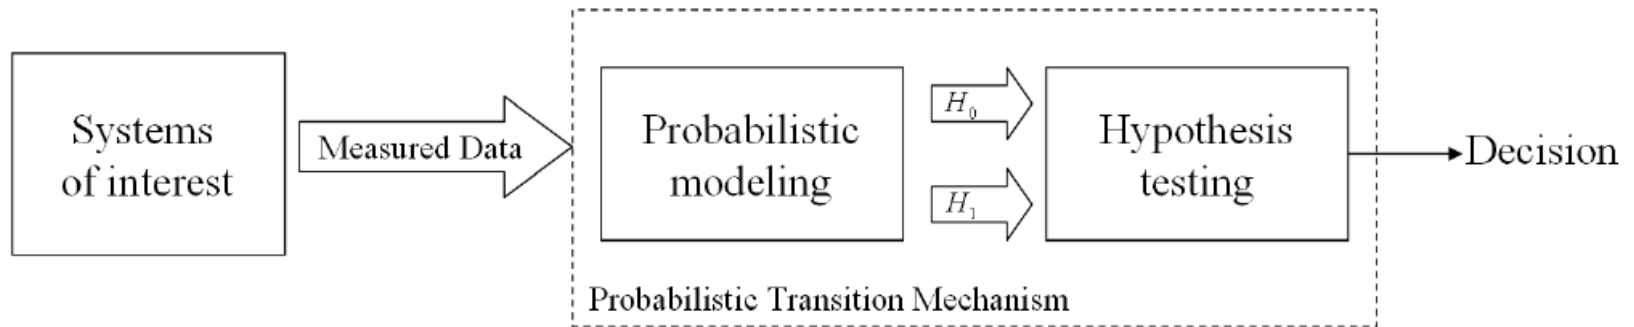 Systems
of interest
Measured Data
Probabilistic
modeling
H₀
H₁
Hypothesis
testing
Decision
Probabilistic Transition Mechanism